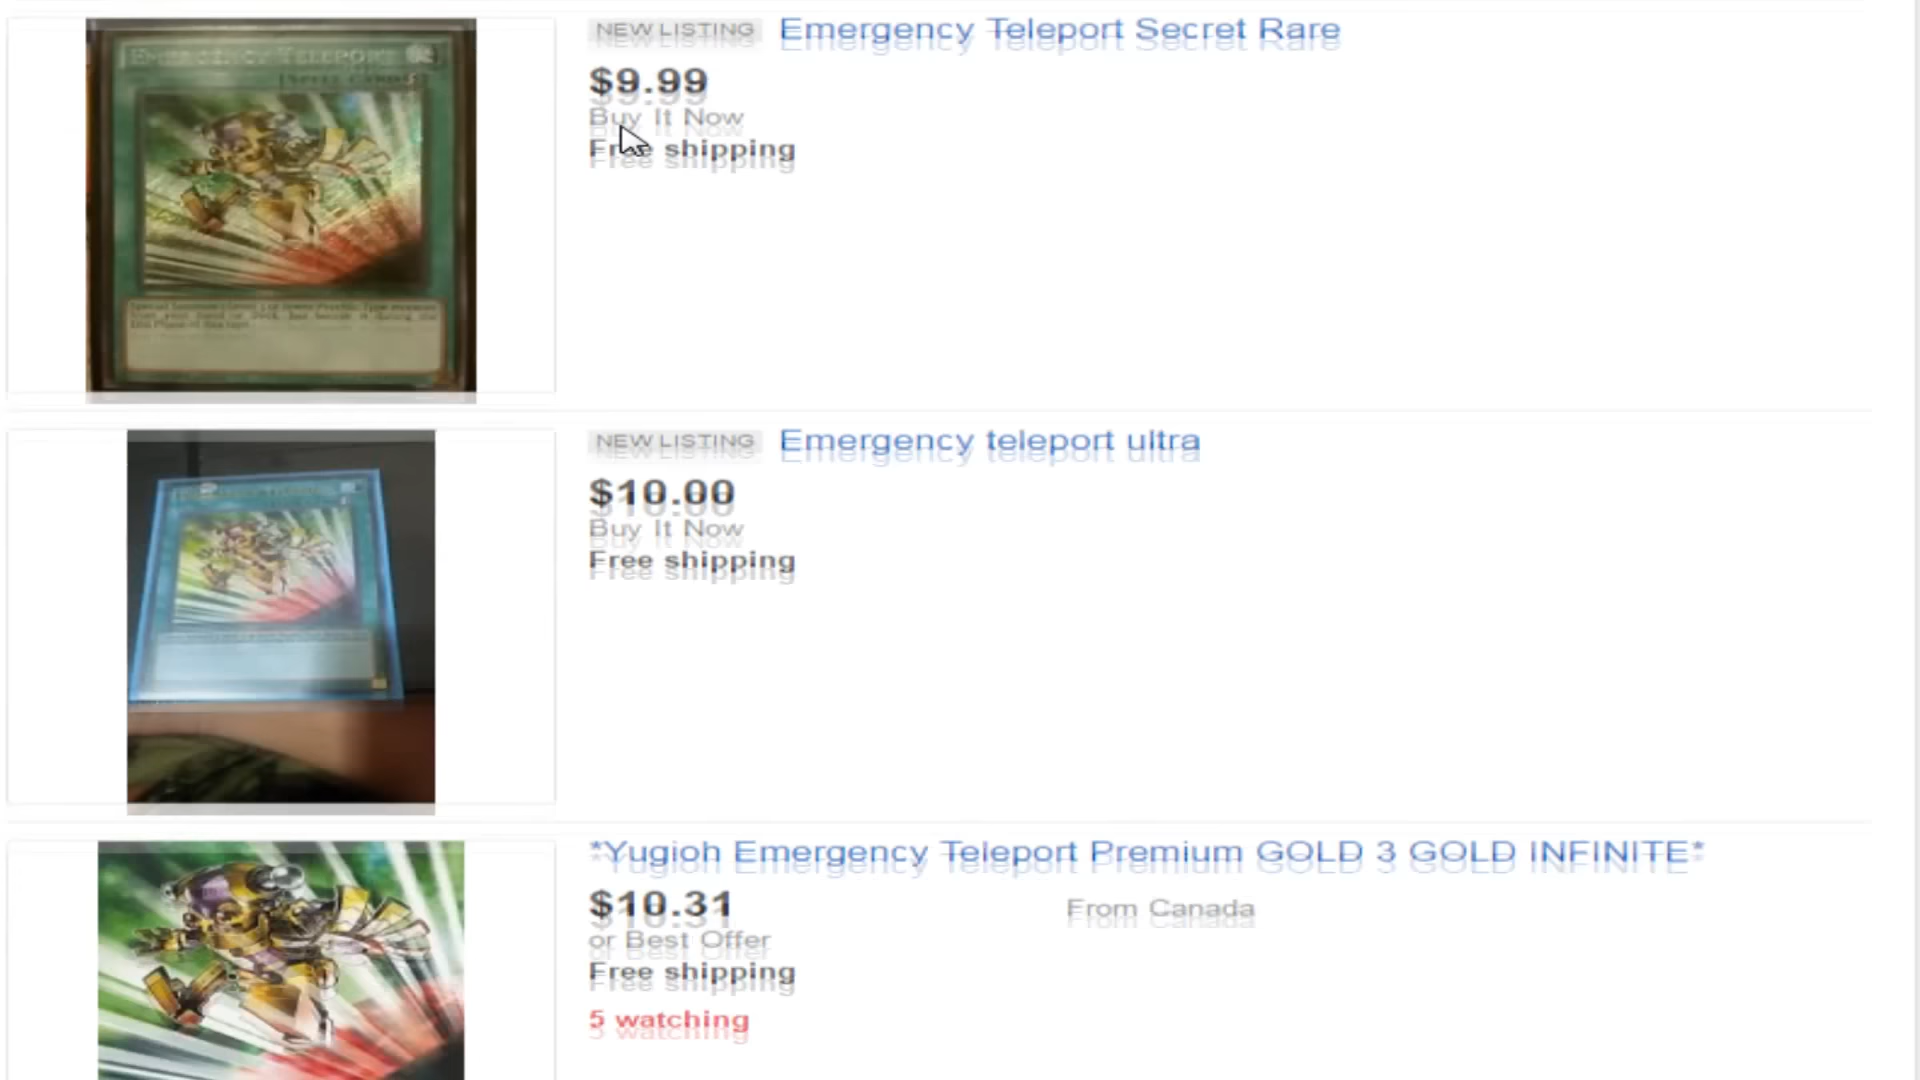 EMERGENCY TELEPORT
NEW LISTING Emergency Teleport Secret Rare
$9.99
Buy It Now
Free shipping
NEW LISTING Emergency teleport ultra
$10.00
Buy It Now
Free shipping
*Yugioh Emergency Teleport Premium GOLD 3 GOLD INFINITE*
$10.31
From Canada
or Best Offer
Free shipping
5 watching